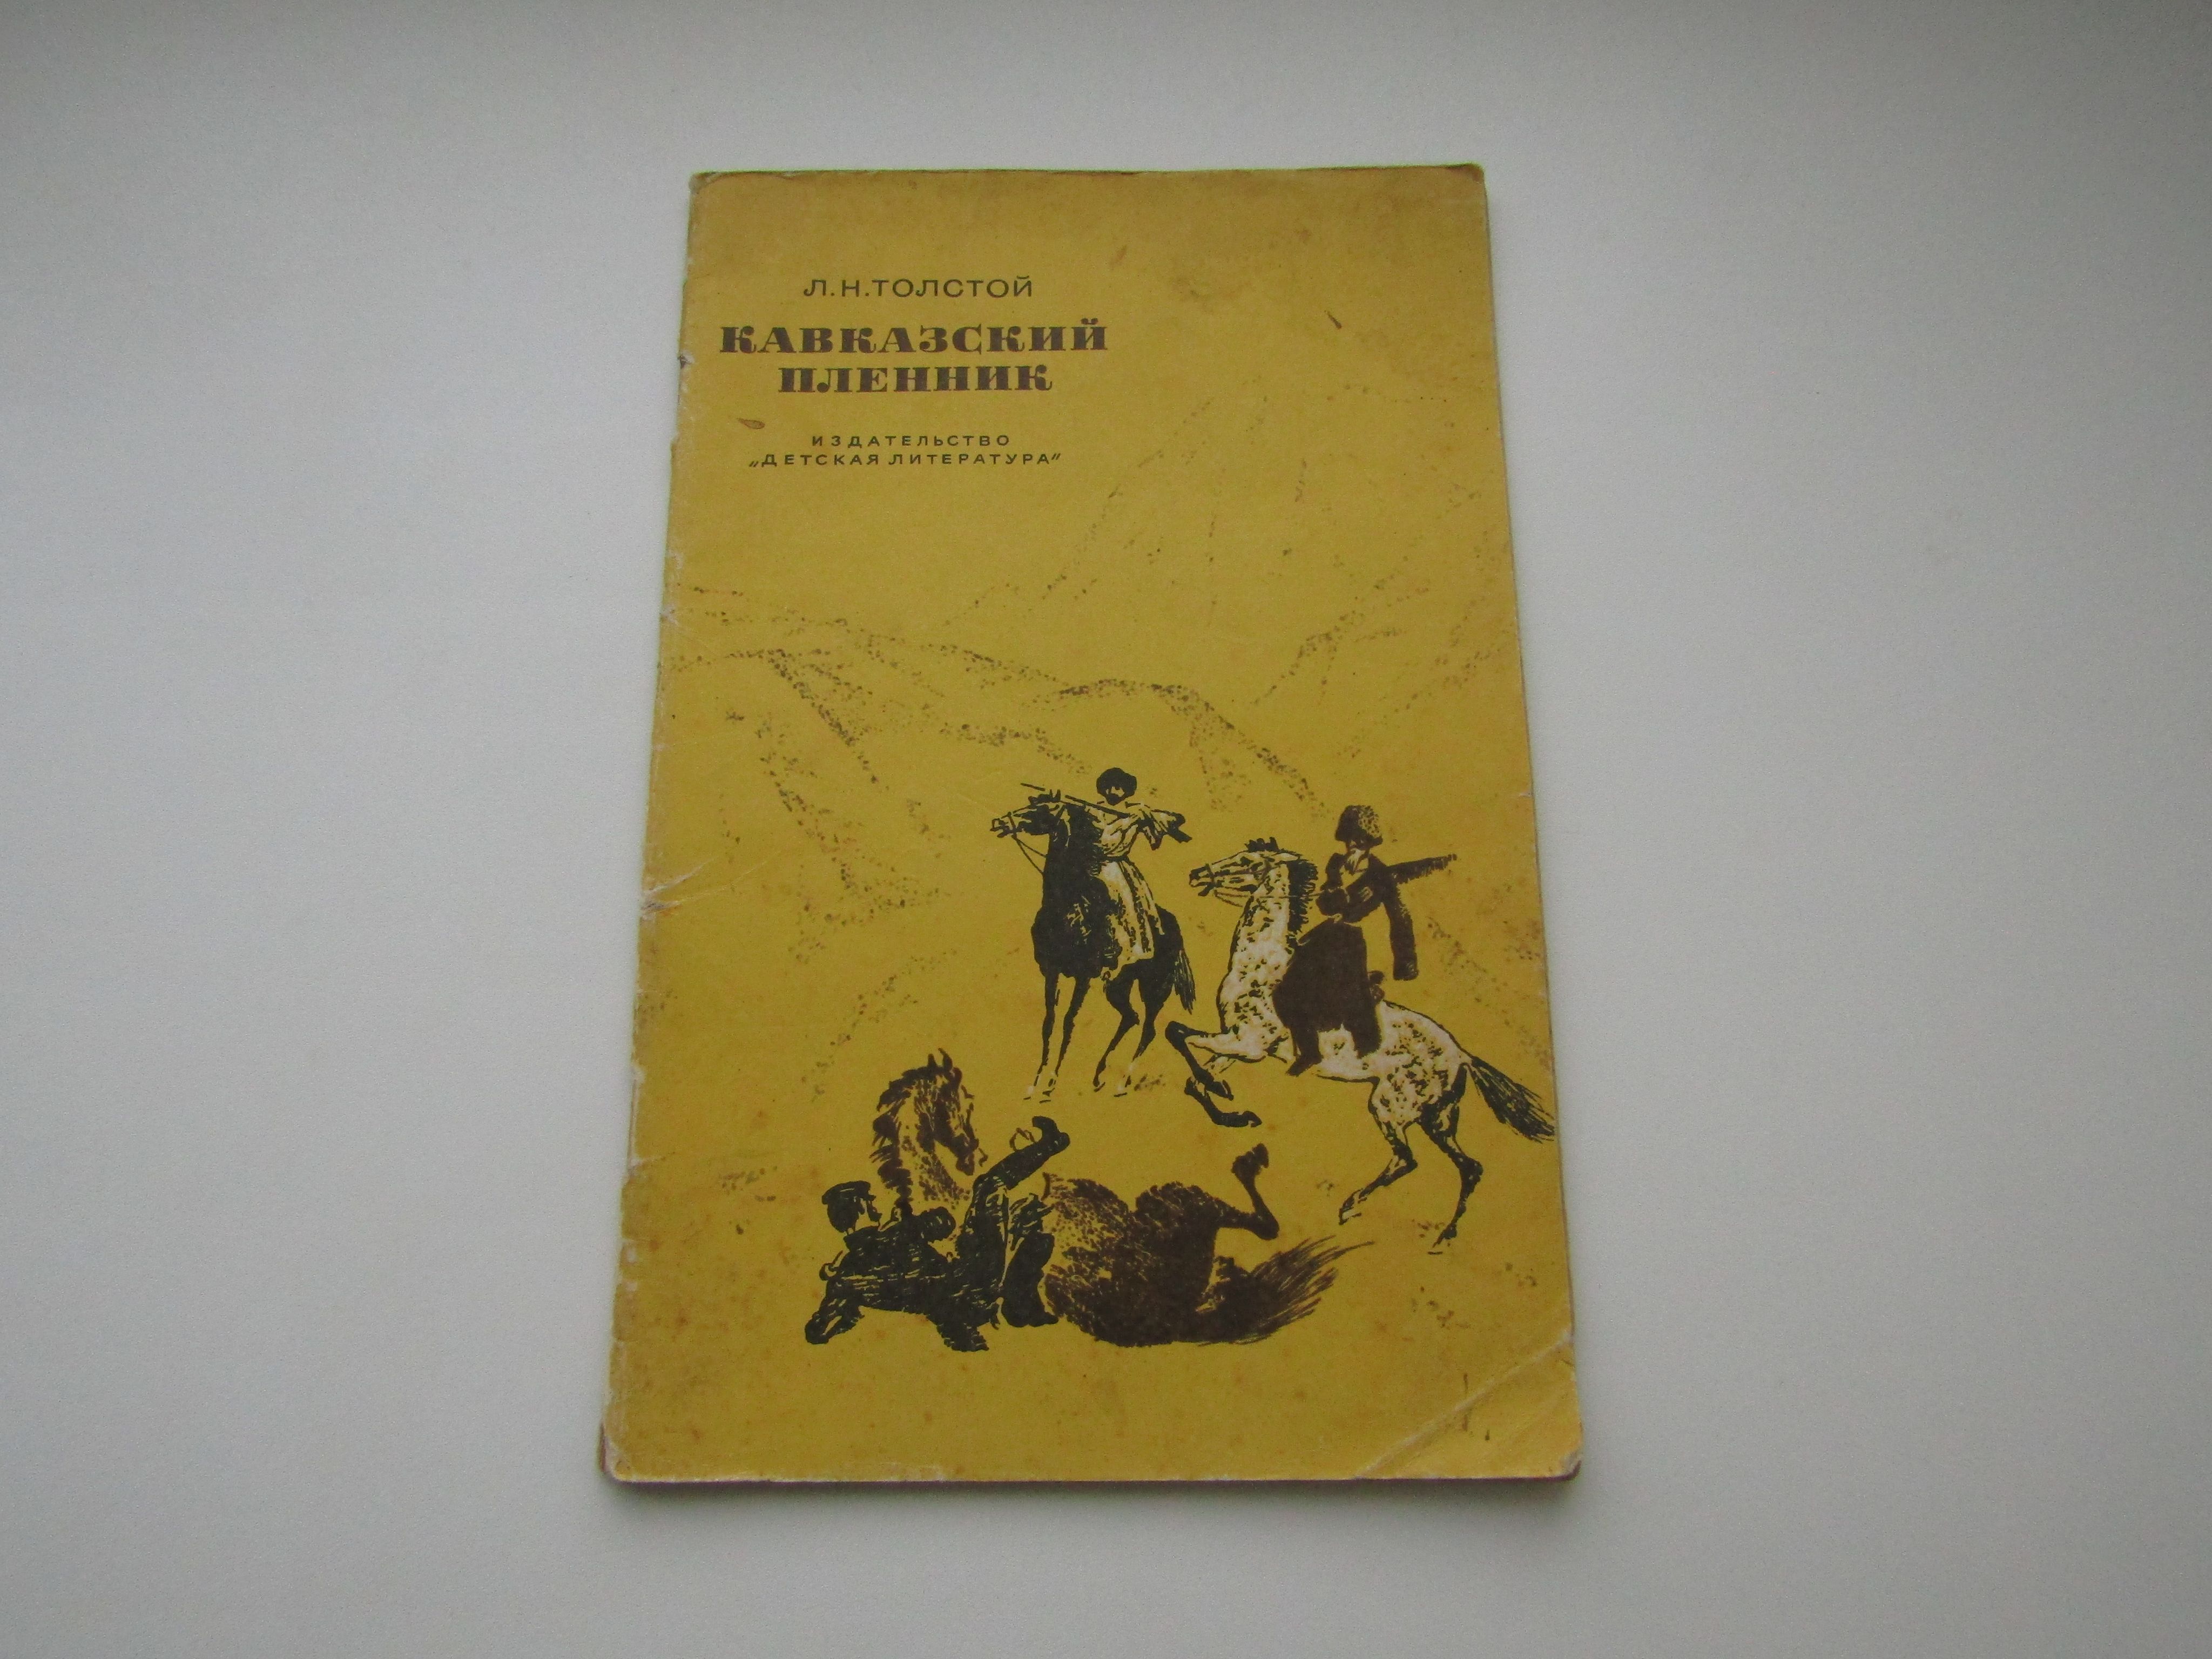 Л.Н.ТОЛСТОЙ
КАВКАЗСКИЙ
ПЛЕННИК
ИЗДАТЕЛЬСТВО
„ДЕТСКАЯ ЛИТЕРАТУРА"